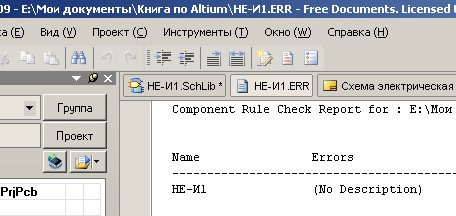 09 - E:\Мои документы\Книга по Altium\НЕ-И1.ERR - Free Documents. Licensed
(Е) Вид (V) Проект (C) Инструменты (T) Окно (W) Справка (H)
НЕ-И1.SchLib * НЕ-И1.ERR Схема электрическая
Группа
Component Rule Check Report for : E:\Мои
Проект
Name Errors
------------------------------------------------
PrjPcb
НЕ-И1 (No Description)